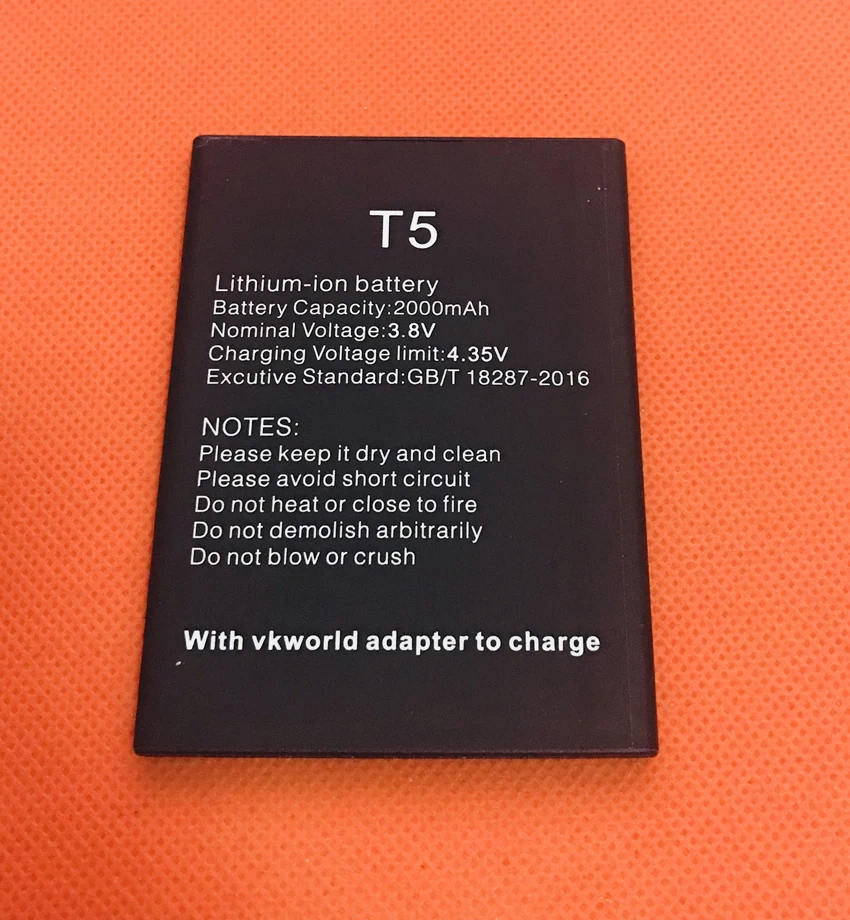 T5
Lithium-ion battery
Battery Capacity:2000mAh
Nominal Voltage:3.8V
Charging Voltage limit:4.35V
Excutive Standard:GB/T 18287-2016
NOTES:
Please keep it dry and clean
Please avoid short circuit
Do not heat or close to fire
Do not demolish arbitrarily
Do not blow or crush
With vkworld adapter to charge